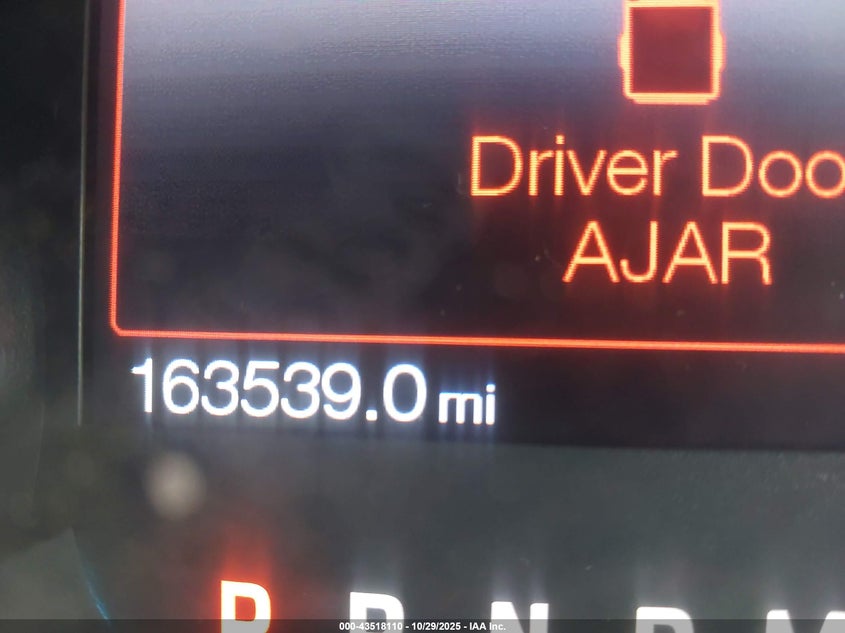 Driver Doo
AJAR
163539.0 mi
P R N D M
000-43518110 - 10/29/2025 - IAA Inc.